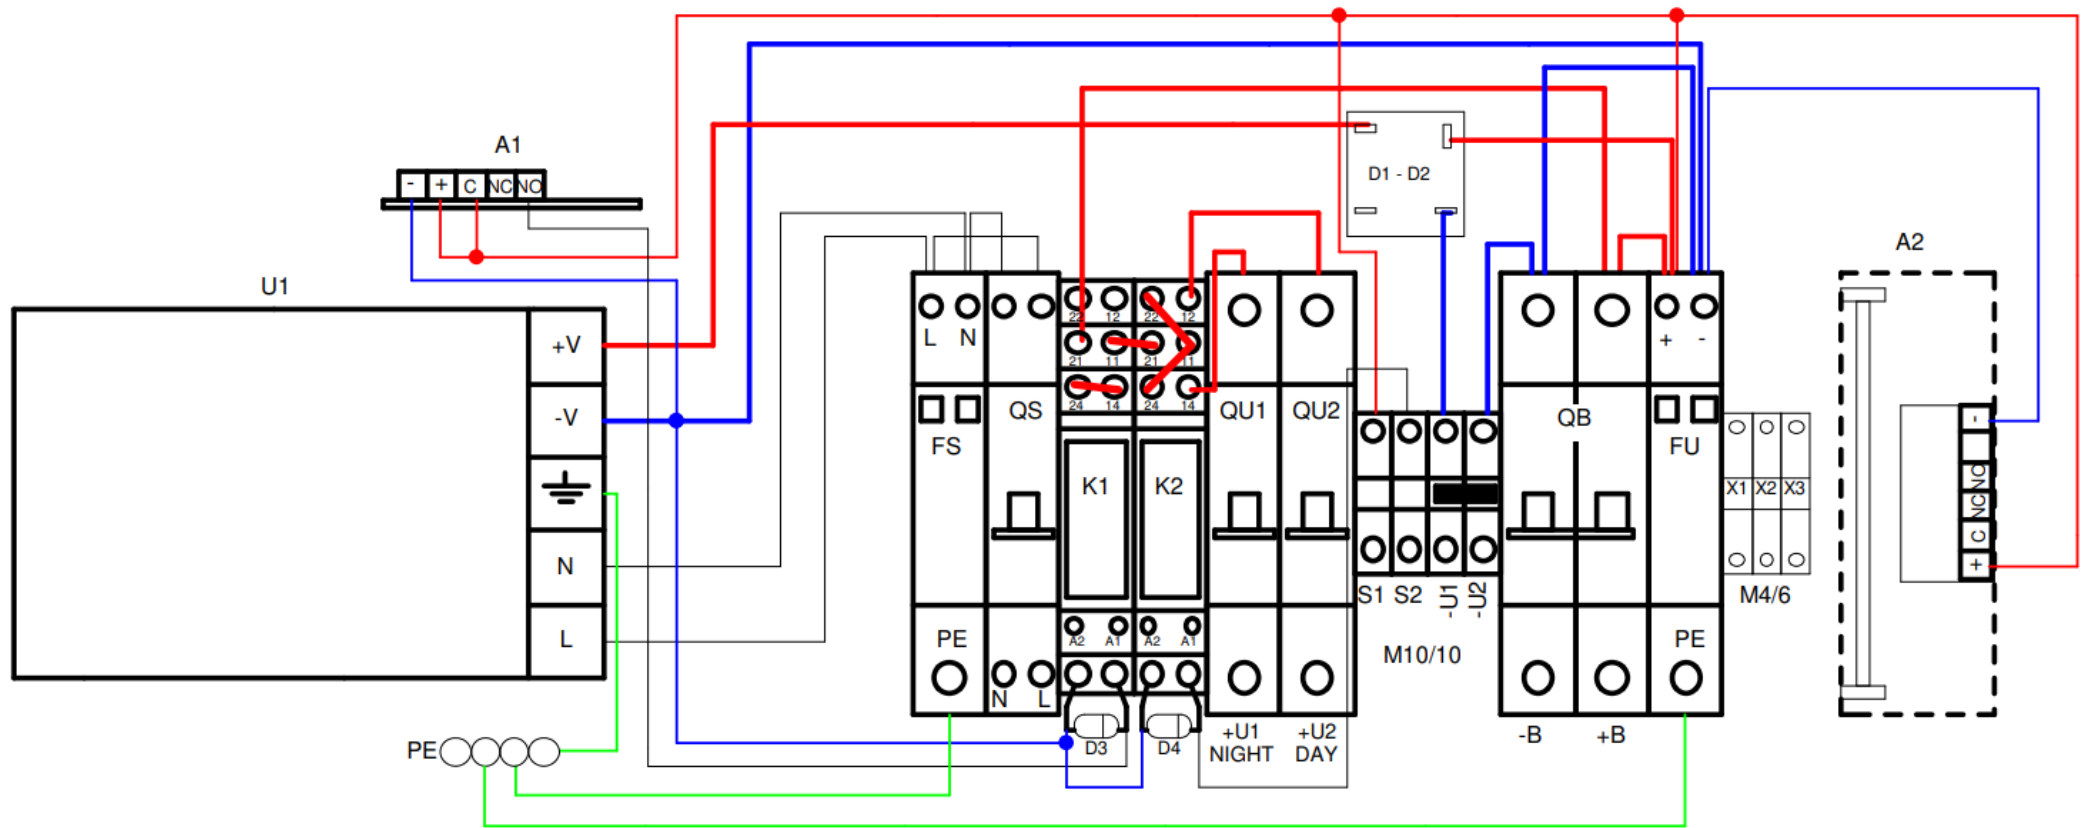 A1
- + C NC NO
U1
+V
-V
N
L
PE
L N
FS
PE
QS
N L
22 12
21 11
24 14
K1
A2 A1
D3
22 12
21 11
24 14
K2
A2 A1
D4
QU1
+U1
NIGHT
QU2
+U2
DAY
D1 - D2
S1 S2 -U1 -U2
M10/10
QB
-B +B
+ -
FU
PE
X1 X2 X3
M4/6
A2
-
NO
NC
C
+